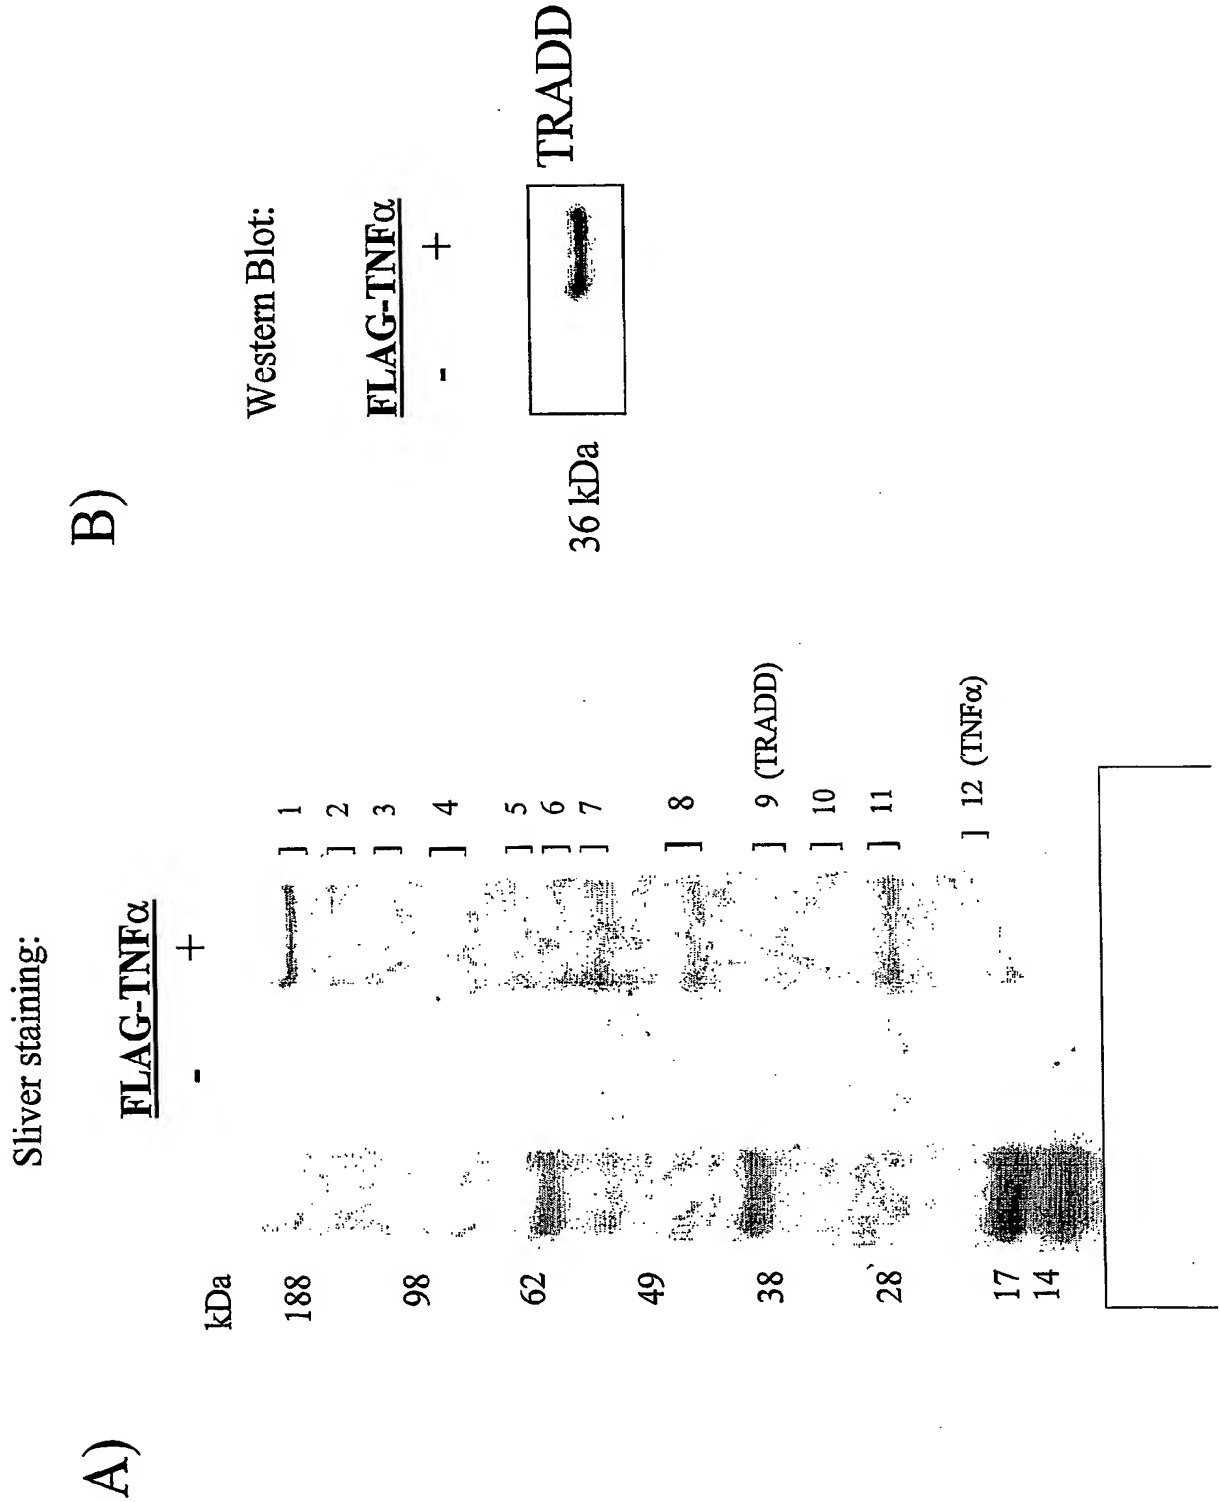 A)
Sliver staining:
FLAG-TNFα
- +
kDa
188
98
62
49
38
28
17
14
] 1
] 2
] 3
] 4
] 5
] 6
] 7
] 8
] 9 (TRADD)
] 10
] 11
] 12 (TNFα)
B)
Western Blot:
FLAG-TNFα
- +
36 kDa
TRADD